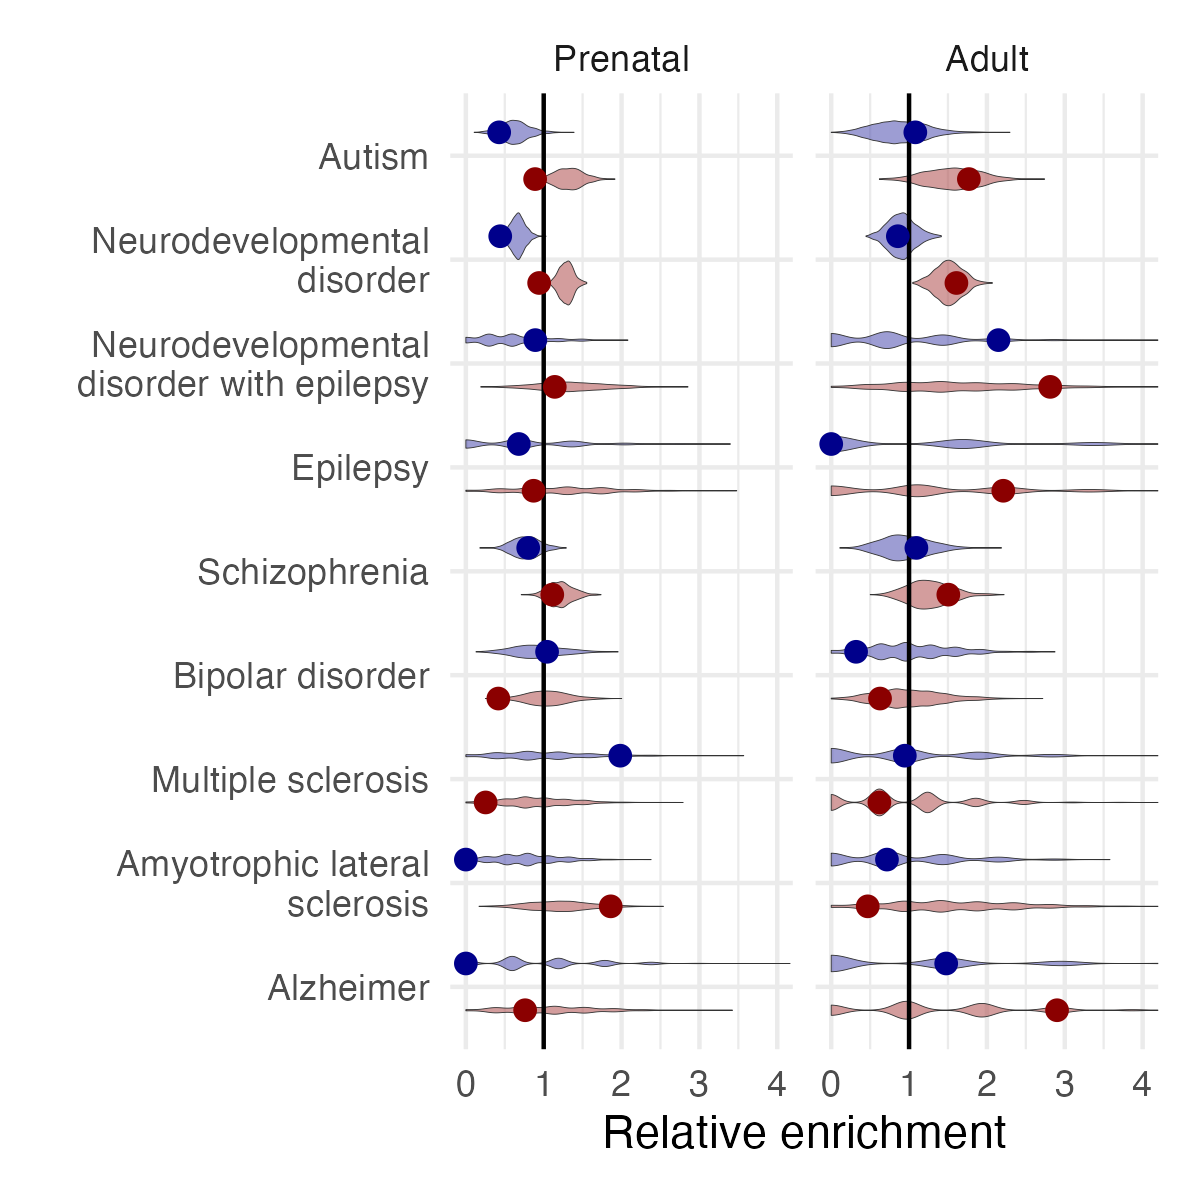 Prenatal
Adult
Autism
Neurodevelopmental
disorder
Neurodevelopmental
disorder with epilepsy
Epilepsy
Schizophrenia
Bipolar disorder
Multiple sclerosis
Amyotrophic lateral
sclerosis
Alzheimer
0 1 2 3 4
0 1 2 3 4
Relative enrichment